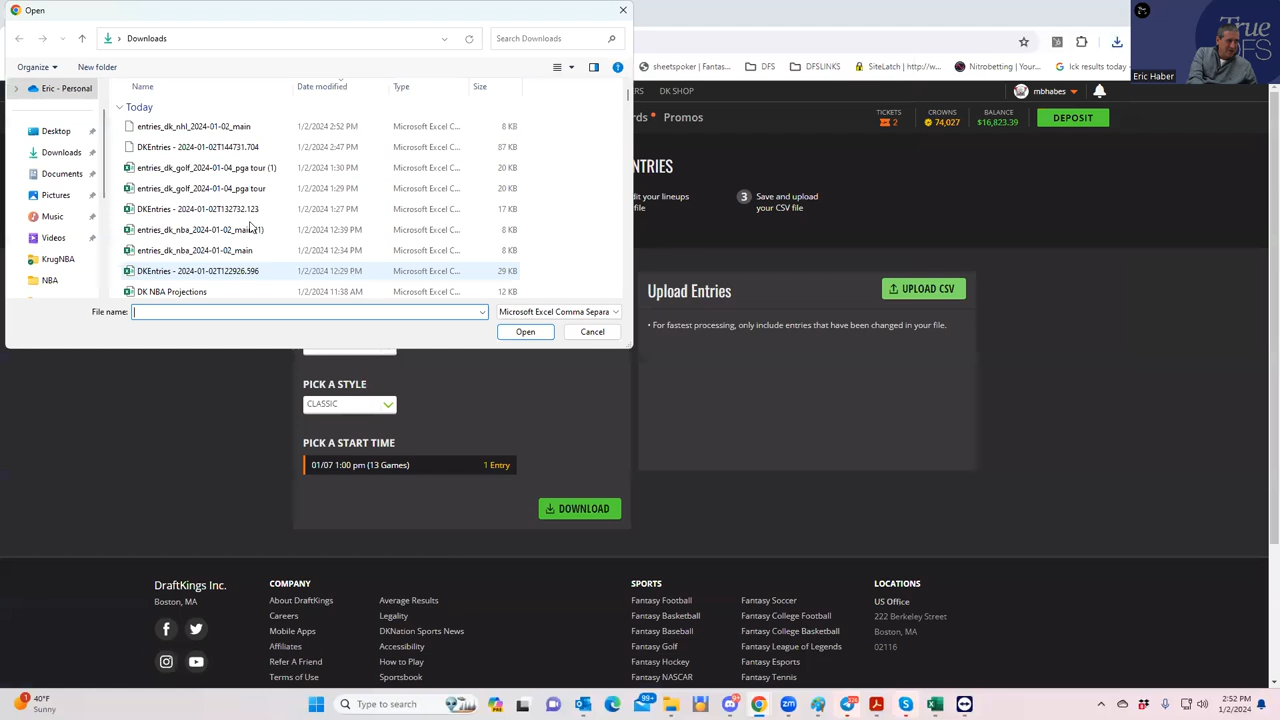 Open
True
DFS
Downloads
Search Downloads
Eric Haber
Organize
New folder
sheetspoker
DFS
DFSLINKS
SiteLatch | http://w...
Nitrobetting | http...
Ick results today
Eric - Personal
Name
Date modified
Type
Size
DK SHOP
mbhabes
Today
Promos
TICKETS
2
CROWNS
74,027
BALANCE
$16,823.39
DEPOSIT
Desktop
Downloads
Documents
Pictures
Music
Videos
KrugNBA
NBA
entries_dk_nhl_2024-01-02_main 1/2/2024 2:52 PM Microsoft Excel C... 8 KB
DKEntries - 2024-01-02T144731.704 1/2/2024 2:47 PM Microsoft Excel C... 87 KB
entries_dk_golf_2024-01-04_pga tour (1) 1/2/2024 1:30 PM Microsoft Excel C... 20 KB
entries_dk_golf_2024-01-04_pga tour 1/2/2024 1:29 PM Microsoft Excel C... 20 KB
DKEntries - 2024-01-02T132732.123 1/2/2024 1:27 PM Microsoft Excel C... 17 KB
entries_dk_nba_2024-01-02_main (1) 1/2/2024 12:39 PM Microsoft Excel C... 8 KB
entries_dk_nba_2024-01-02_main 1/2/2024 12:34 PM Microsoft Excel C... 8 KB
DKEntries - 2024-01-02T122926.596 1/2/2024 12:29 PM Microsoft Excel C... 29 KB
DK NBA Projections 1/2/2024 11:38 AM Microsoft Excel C... 12 KB
File name:
Microsoft Excel Comma Separa
Open
Cancel
3
Save and upload
your CSV file
Upload Entries
UPLOAD CSV
• For fastest processing, only include entries that have been changed in your file.
PICK A STYLE
CLASSIC
PICK A START TIME
01/07 1:00 pm (13 Games)
1 Entry
DOWNLOAD
DraftKings Inc.
Boston, MA
COMPANY
About DraftKings
Careers
Mobile Apps
Affiliates
Refer A Friend
Terms of Use
Average Results
Legality
DKNation Sports News
Accessibility
How to Play
Sportsbook
SPORTS
Fantasy Football
Fantasy Basketball
Fantasy Baseball
Fantasy Golf
Fantasy Hockey
Fantasy NASCAR
Fantasy Soccer
Fantasy College Football
Fantasy College Basketball
Fantasy League of Legends
Fantasy Esports
Fantasy Tennis
LOCATIONS
US Office
222 Berkeley Street
Boston, MA
02116
40°F
Sunny
Type to search
99+
2:52 PM
1/2/2024